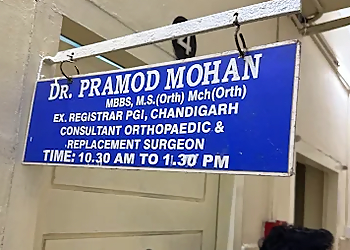 DR. PRAMOD MOHAN
MBBS, M.S.(Orth) Mch(Orth)
EX. REGISTRAR PGI, CHANDIGARH
CONSULTANT ORTHOPAEDIC &
REPLACEMENT SURGEON
TIME: 10.30 AM TO 1.30 PM